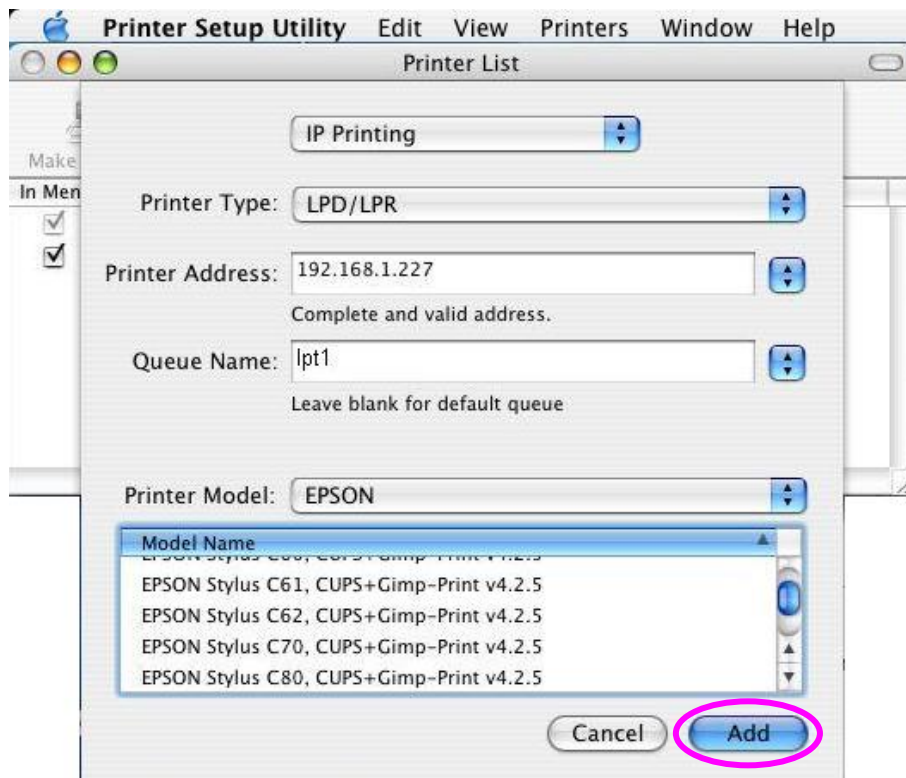 Printer Setup Utility Edit View Printers Window Help
Printer List
Make
In Men
IP Printing
Printer Type: LPD/LPR
Printer Address: 192.168.1.227
Complete and valid address.
Queue Name: lpt1
Leave blank for default queue
Printer Model: EPSON
Model Name
EPSON Stylus C61, CUPS+Gimp-Print v4.2.5
EPSON Stylus C62, CUPS+Gimp-Print v4.2.5
EPSON Stylus C70, CUPS+Gimp-Print v4.2.5
EPSON Stylus C80, CUPS+Gimp-Print v4.2.5
Cancel Add